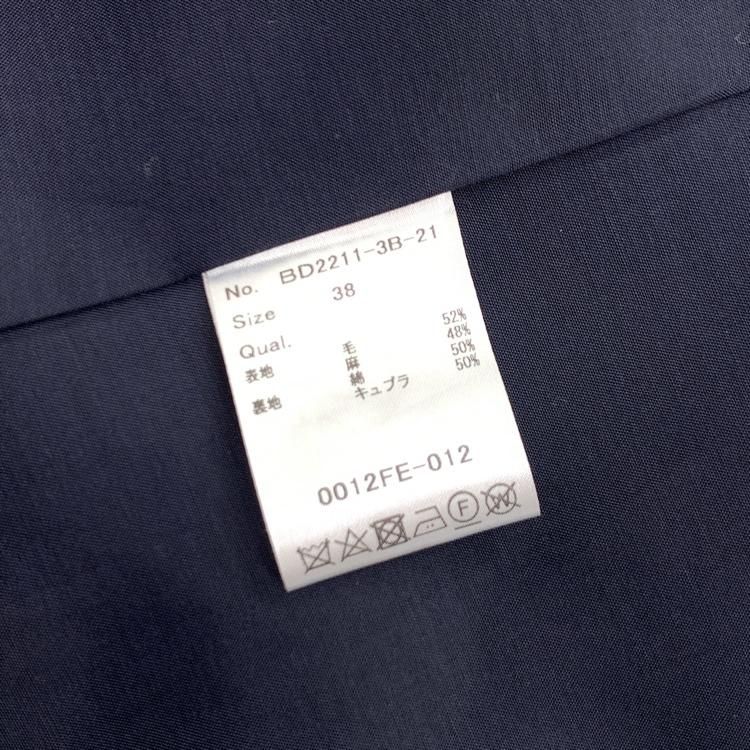 No. BD2211-3B-21
Size 38
Qual.
表地 毛 52%
麻 48%
裏地 綿 50%
キュプラ 50%
0012FE-012
F W